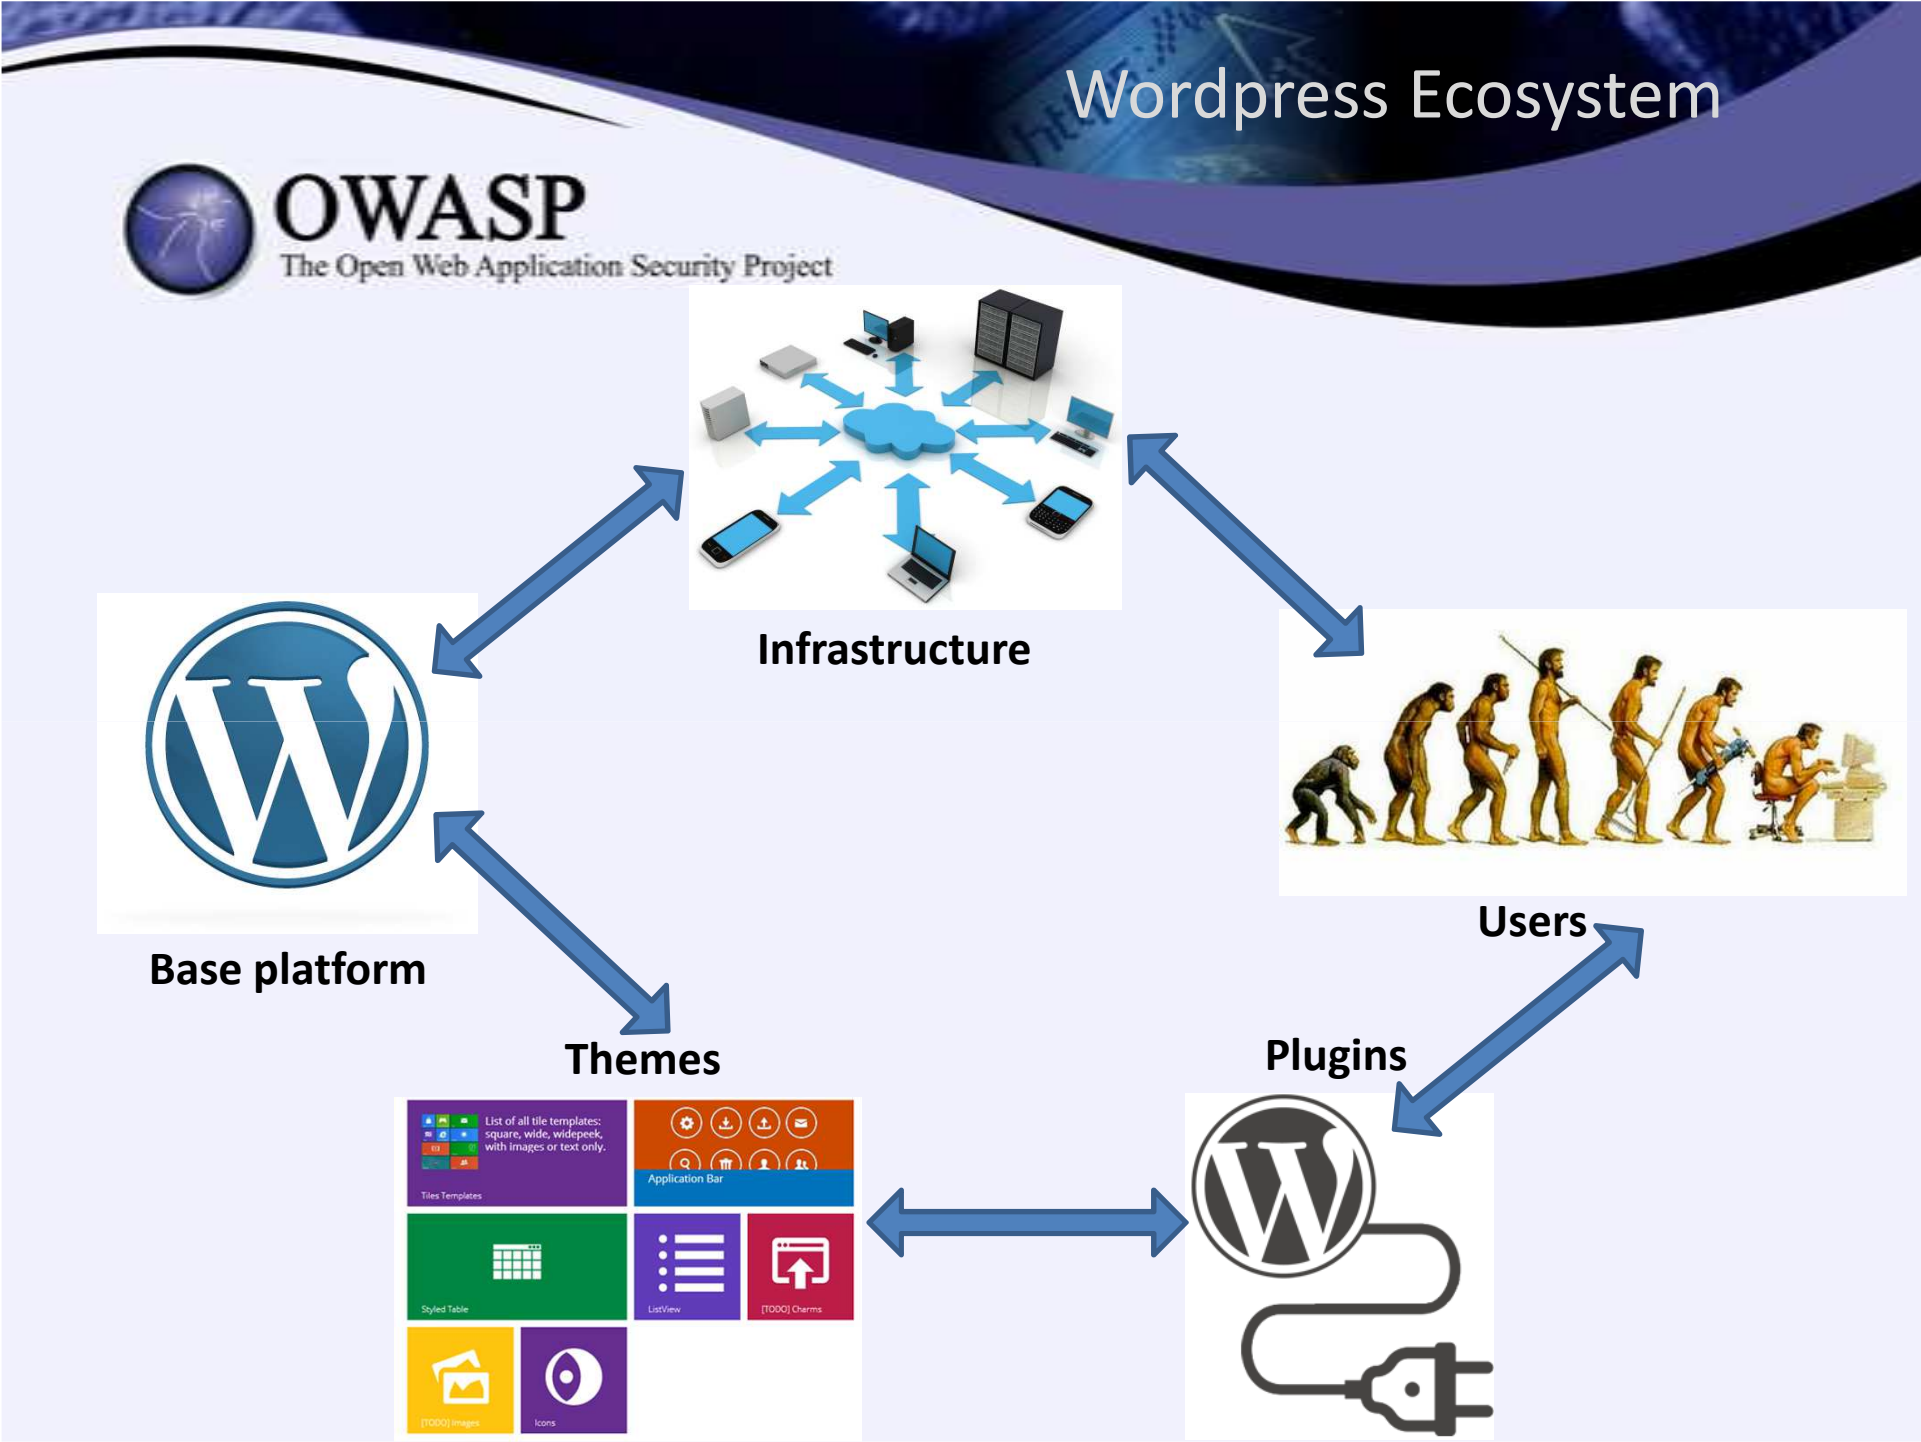 Wordpress Ecosystem
OWASP
The Open Web Application Security Project
Infrastructure
Users
Base platform
Themes
Plugins
List of all tile templates:
square, wide, widepeek,
with images or text only.
Tiles Templates
Application Bar
Styled Table
ListView
[TODO] Charms
[TODO] Images
Icons